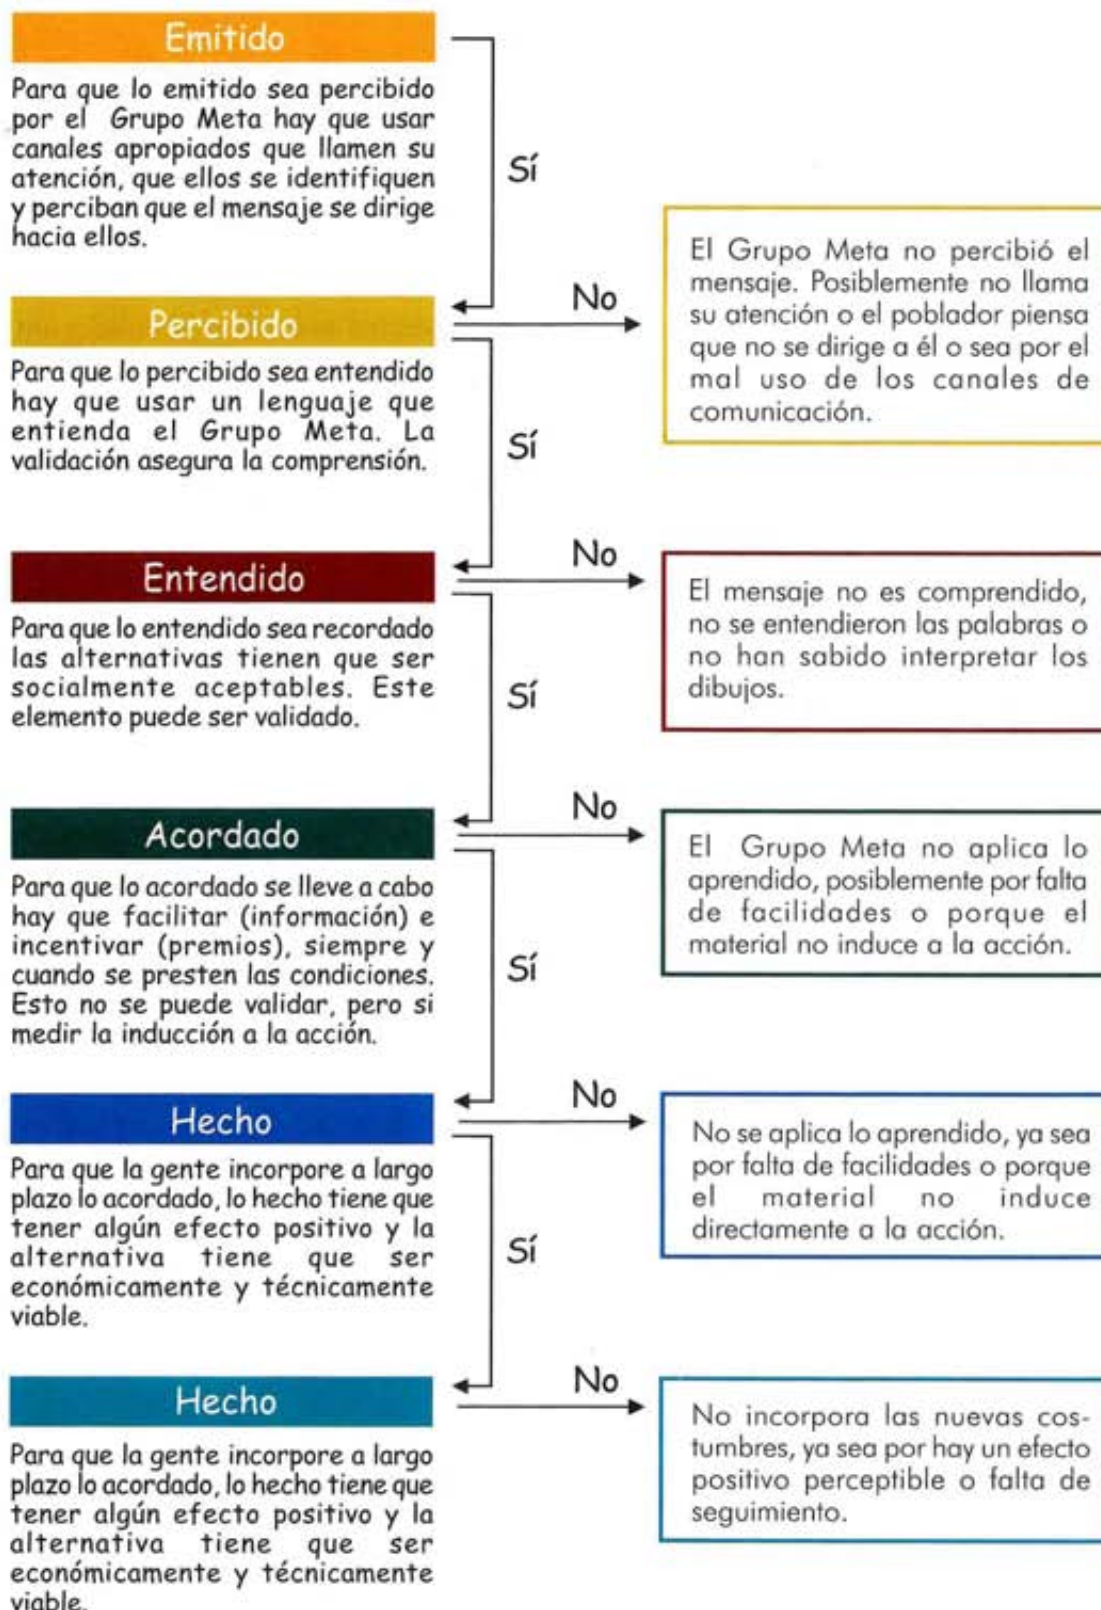 Emitido
Para que lo emitido sea percibido
por el Grupo Meta hay que usar
canales apropiados que llamen su
atención, que ellos se identifiquen
y perciban que el mensaje se dirige
hacia ellos.
Sí
Percibido
Para que lo percibido sea entendido
hay que usar un lenguaje que
entienda el Grupo Meta. La
validación asegura la comprensión.
No
El Grupo Meta no percibió el
mensaje. Posiblemente no llama
su atención o el poblador piensa
que no se dirige a él o sea por el
mal uso de los canales de
comunicación.
Sí
Entendido
Para que lo entendido sea recordado
las alternativas tienen que ser
socialmente aceptables. Este
elemento puede ser validado.
No
El mensaje no es comprendido,
no se entendieron las palabras o
no han sabido interpretar los
dibujos.
Sí
Acordado
Para que lo acordado se lleve a cabo
hay que facilitar (información) e
incentivar (premios), siempre y
cuando se presten las condiciones.
Esto no se puede validar, pero si
medir la inducción a la acción.
No
El Grupo Meta no aplica lo
aprendido, posiblemente por falta
de facilidades o porque el
material no induce a la acción.
Sí
Hecho
Para que la gente incorpore a largo
plazo lo acordado, lo hecho tiene que
tener algún efecto positivo y la
alternativa tiene que ser
económicamente y técnicamente
viable.
No
No se aplica lo aprendido, ya sea
por falta de facilidades o porque
el material no induce
directamente a la acción.
Sí
Hecho
Para que la gente incorpore a largo
plazo lo acordado, lo hecho tiene que
tener algún efecto positivo y la
alternativa tiene que ser
económicamente y técnicamente
viable.
No
No incorpora las nuevas cos-
tumbres, ya sea por hay un efecto
positivo perceptible o falta de
seguimiento.